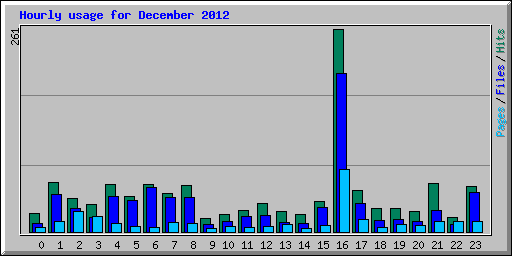 Hourly usage for December 2012
261
Pages/Files/Hits
0 1 2 3 4 5 6 7 8 9 10 11 12 13 14 15 16 17 18 19 20 21 22 23